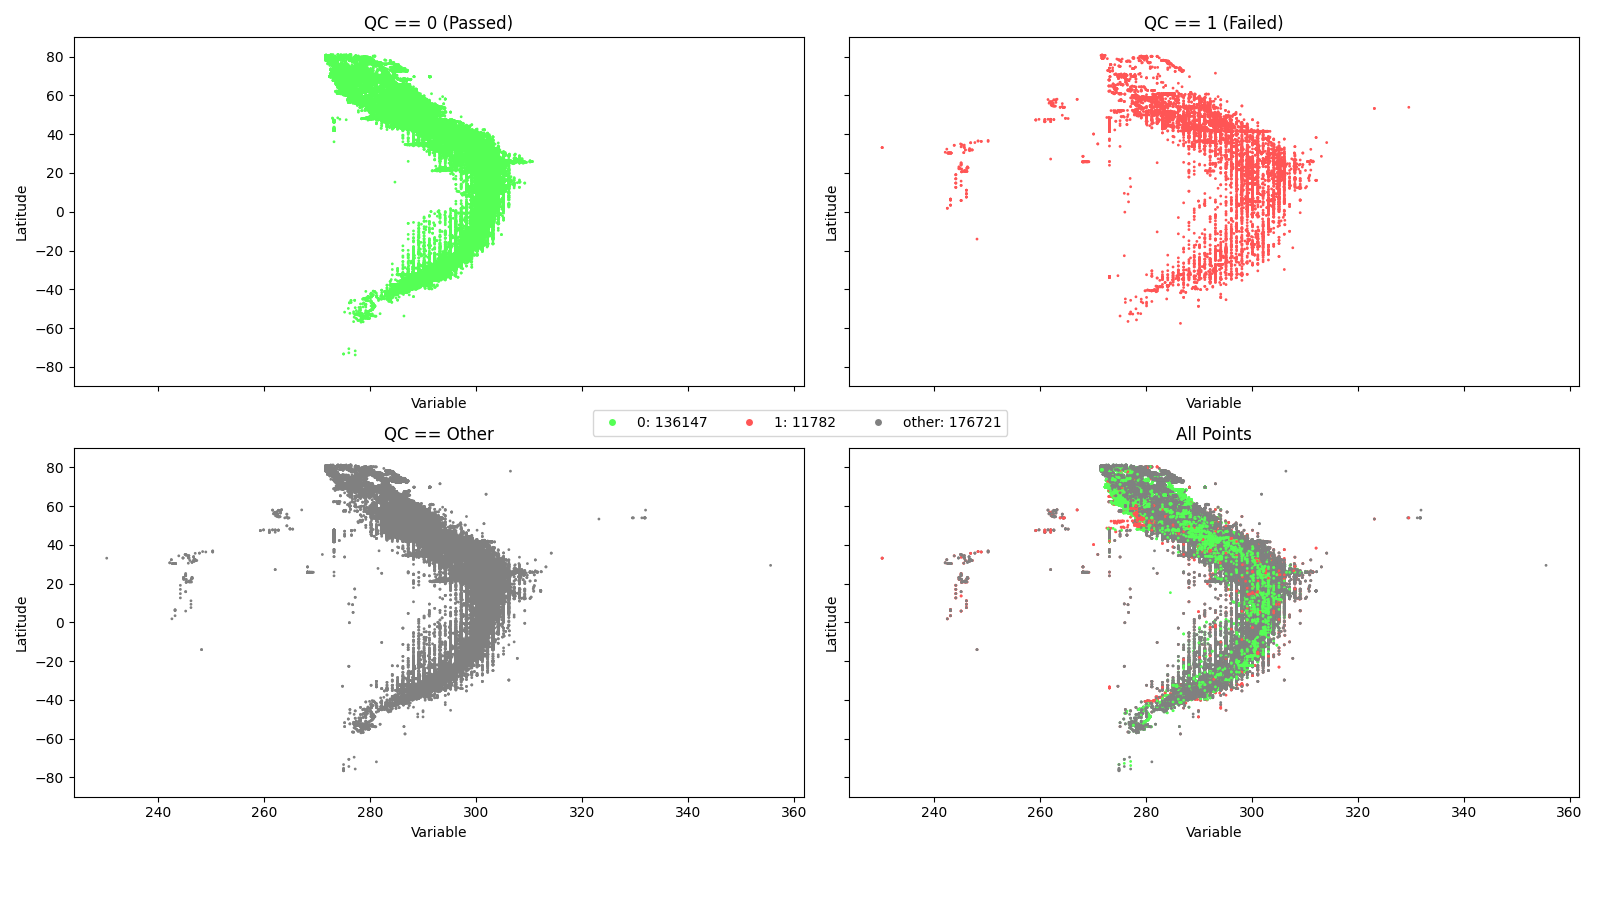 QC == 0 (Passed)
QC == 1 (Failed)
80
60
40
20
0
−20
−40
−60
−80
Latitude
Latitude
Variable
Variable
0: 136147 1: 11782 other: 176721
QC == Other
All Points
80
60
40
20
0
−20
−40
−60
−80
Latitude
Latitude
240 260 280 300 320 340 360
240 260 280 300 320 340 360
Variable
Variable